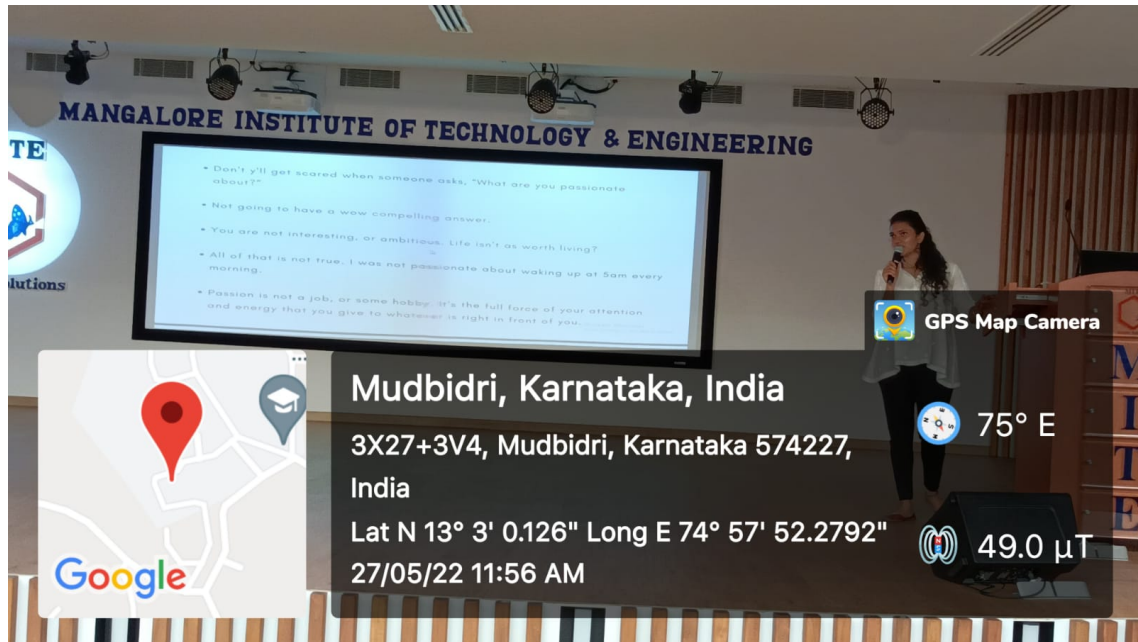 MANGALORE INSTITUTE OF TECHNOLOGY & ENGINEERING
TE
lutions
• Don't y'll get scared when someone asks, "What are you passionate
about?"
• Not going to have a wow compelling answer.
• You are not interesting, or ambitious. Life isn't as worth living?
• All of that is not true. I was not passionate about waking up at 5am every
morning.
• Passion is not a job, or some hobby. It's the full force of your attention
and energy that you give to whatever is right in front of you.
GPS Map Camera
Mudbidri, Karnataka, India
3X27+3V4, Mudbidri, Karnataka 574227,
India
Lat N 13° 3' 0.126" Long E 74° 57' 52.2792"
27/05/22 11:56 AM
75° E
49.0 µT
Google
M
I
T
E